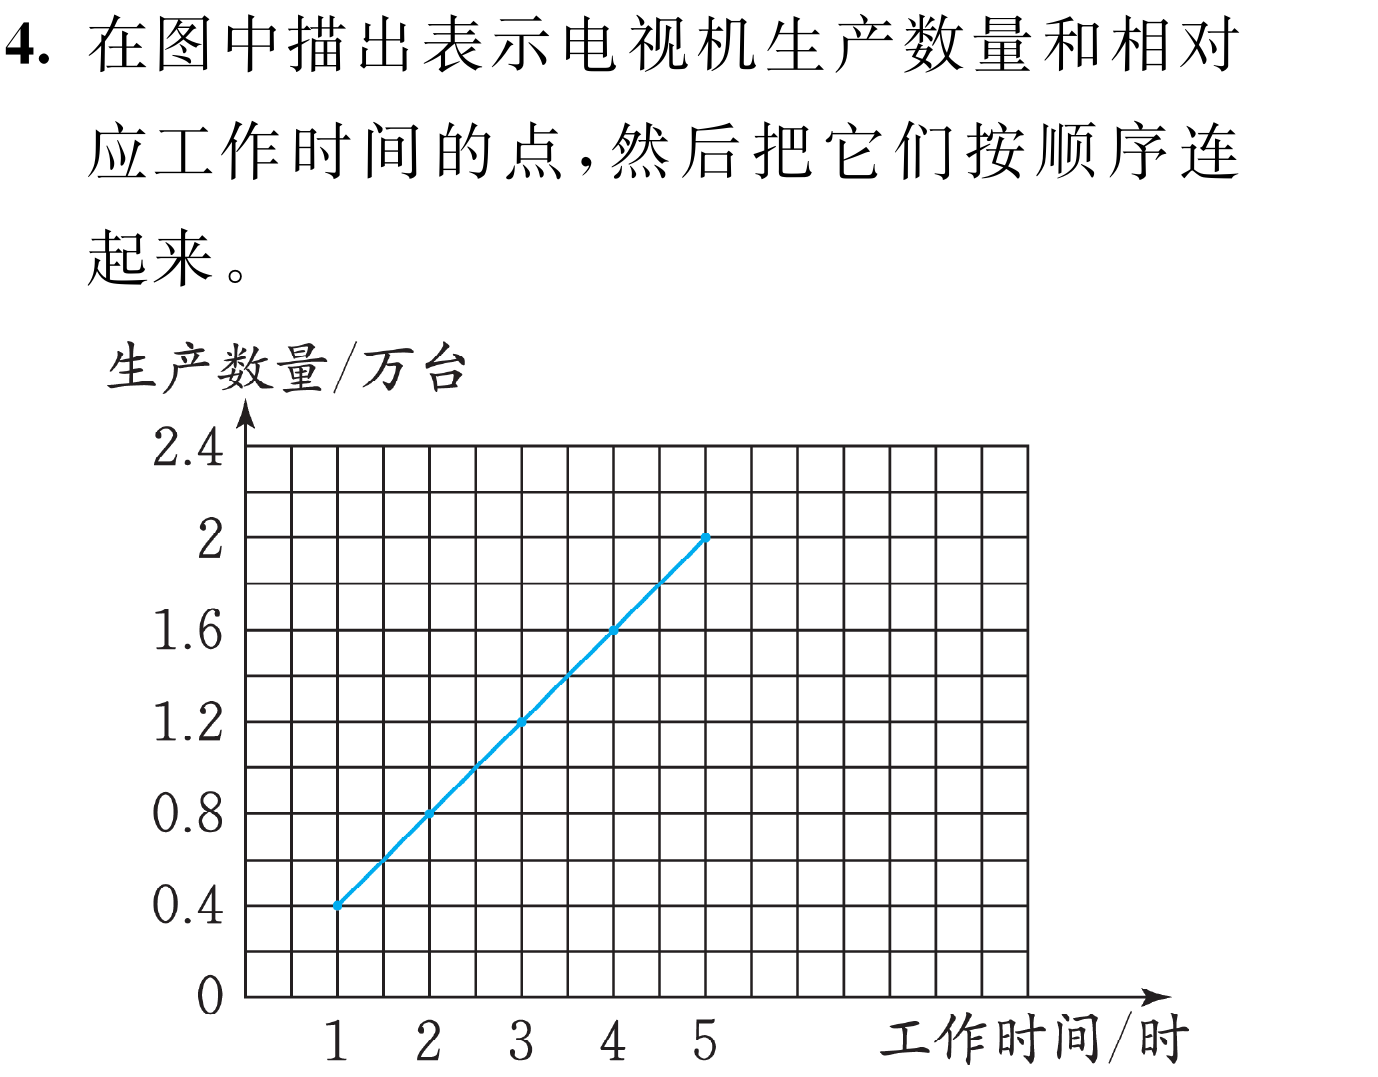 4. 在图中描出表示电视机生产数量和相对
应工作时间的点,然后把它们按顺序连
起来。
生产数量/万台
2.4
2
1.6
1.2
0.8
0.4
0
1 2 3 4 5 工作时间/时